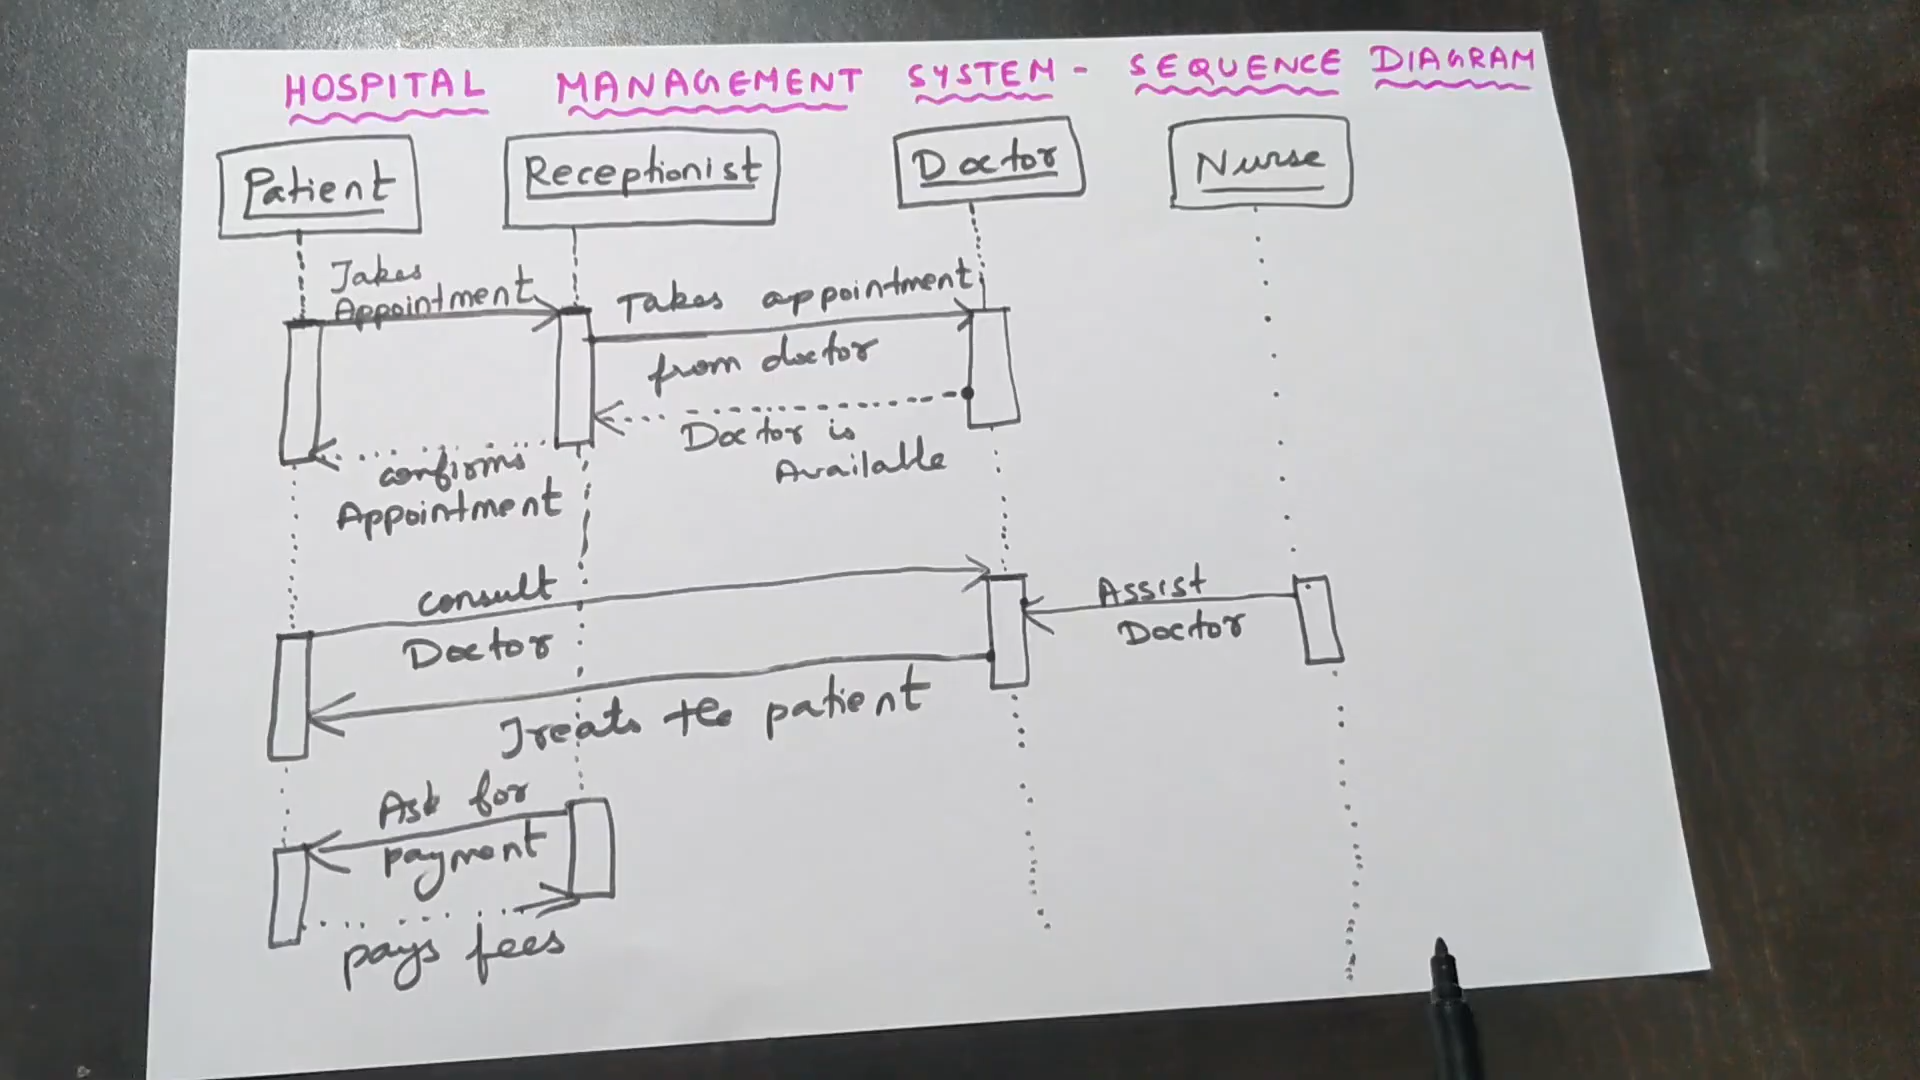 HOSPITAL MANAGEMENT SYSTEM - SEQUENCE DIAGRAM
Patient
Receptionist
Doctor
Nurse
Takes
Appointment
Takes appointment
from doctor
Doctor is
Available
confirms
Appointment
consult
Doctor
Assist
Doctor
Treats the patient
Ask for
payment
pays fees